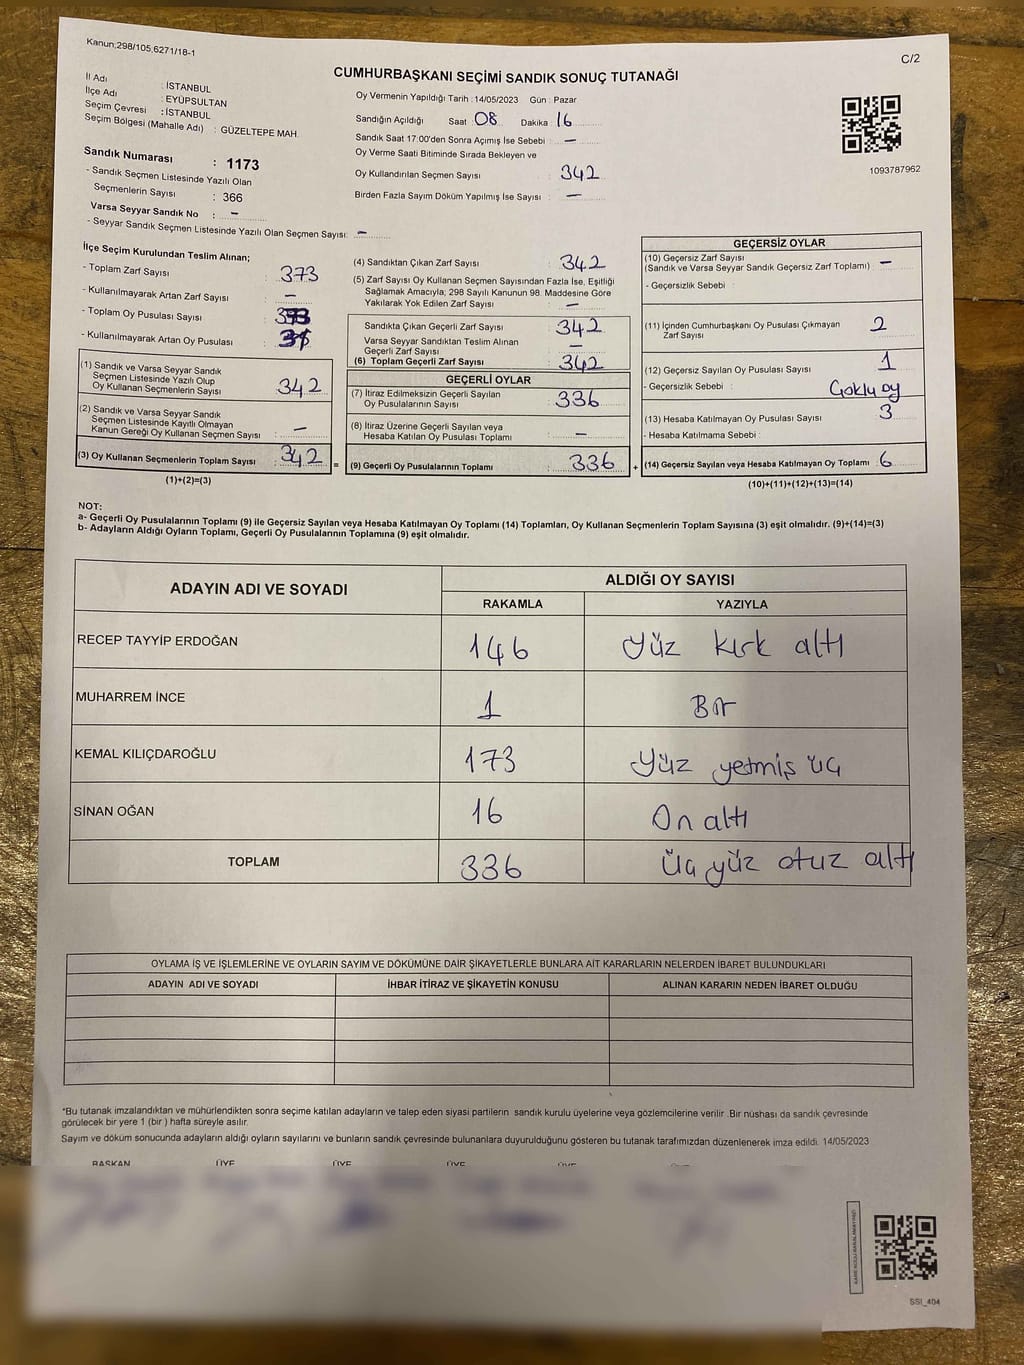 Kanun;298/105,6271/18-1
C/2
CUMHURBAŞKANI SEÇİMİ SANDIK SONUÇ TUTANAĞI
İl Adı : İSTANBUL
İlçe Adı : EYÜPSULTAN
Seçim Çevresi : İSTANBUL
Seçim Bölgesi (Mahalle Adı) : GÜZELTEPE MAH.
Sandık Numarası : 1173
- Sandık Seçmen Listesinde Yazılı Olan
Seçmenlerin Sayısı : 366
Varsa Seyyar Sandık No : -
- Seyyar Sandık Seçmen Listesinde Yazılı Olan Seçmen Sayısı: -
Oy Vermenin Yapıldığı Tarih : 14/05/2023 Gün : Pazar
Sandığın Açıldığı Saat : 08 Dakika : 16
Sandık Saat 17:00'den Sonra Açımış İse Sebebi : -
Oy Verme Saati Bitiminde Sırada Bekleyen ve
Oy Kullandırılan Seçmen Sayısı : 342
Birden Fazla Sayım Döküm Yapılmış İse Sayısı : -
1093787962
İlçe Seçim Kurulundan Teslim Alınan;
- Toplam Zarf Sayısı : 373
- Kullanılmayarak Artan Zarf Sayısı : -
- Toplam Oy Pusulası Sayısı :
- Kullanılmayarak Artan Oy Pusulası :
(1) Sandık ve Varsa Seyyar Sandık
Seçmen Listesinde Yazılı Olup
Oy Kullanan Seçmenlerin Sayısı : 342
(2) Sandık ve Varsa Seyyar Sandık
Seçmen Listesinde Kayıtlı Olmayan
Kanun Gereği Oy Kullanan Seçmen Sayısı : -
(3) Oy Kullanan Seçmenlerin Toplam Sayısı : 342
(1)+(2)=(3)
=
(4) Sandıktan Çıkan Zarf Sayısı : 342
(5) Zarf Sayısı Oy Kullanan Seçmen Sayısından Fazla İse, Eşitliği
Sağlamak Amacıyla; 298 Sayılı Kanunun 98. Maddesine Göre
Yakılarak Yok Edilen Zarf Sayısı : -
Sandıkta Çıkan Geçerli Zarf Sayısı : 342
Varsa Seyyar Sandıktan Teslim Alınan
Geçerli Zarf Sayısı : -
(6) Toplam Geçerli Zarf Sayısı : 342
GEÇERLİ OYLAR
(7) İtiraz Edilmeksizin Geçerli Sayılan
Oy Pusulalarının Sayısı : 336
(8) İtiraz Üzerine Geçerli Sayılan veya
Hesaba Katılan Oy Pusulası Toplamı : -
(9) Geçerli Oy Pusulalarının Toplamı : 336
+
GEÇERSİZ OYLAR
(10) Geçersiz Zarf Sayısı
(Sandık ve Varsa Seyyar Sandık Geçersiz Zarf Toplamı) : -
- Geçersizlik Sebebi :
(11) İçinden Cumhurbaşkanı Oy Pusulası Çıkmayan
Zarf Sayısı : 2
(12) Geçersiz Sayılan Oy Pusulası Sayısı : 1
- Geçersizlik Sebebi : Çoklu oy
(13) Hesaba Katılmayan Oy Pusulası Sayısı : 3
- Hesaba Katılmama Sebebi :
(14) Geçersiz Sayılan veya Hesaba Katılmayan Oy Toplamı : 6
(10)+(11)+(12)+(13)=(14)
NOT:
a- Geçerli Oy Pusulalarının Toplamı (9) ile Geçersiz Sayılan veya Hesaba Katılmayan Oy Toplamı (14) Toplamları, Oy Kullanan Seçmenlerin Toplam Sayısına (3) eşit olmalıdır. (9)+(14)=(3)
b- Adayların Aldığı Oyların Toplamı, Geçerli Oy Pusulalarının Toplamına (9) eşit olmalıdır.
ADAYIN ADI VE SOYADI ALDIĞI OY SAYISI
RAKAMLA YAZIYLA
RECEP TAYYİP ERDOĞAN 146 Yüz kırk altı
MUHARREM İNCE 1 Bir
KEMAL KILIÇDAROĞLU 173 Yüz yetmiş üç
SİNAN OĞAN 16 On altı
TOPLAM 336 üç yüz otuz altı
OYLAMA İŞ VE İŞLEMLERİNE VE OYLARIN SAYIM VE DÖKÜMÜNE DAİR ŞİKAYETLERLE BUNLARA AİT KARARLARIN NELERDEN İBARET BULUNDUKLARI
ADAYIN ADI VE SOYADI İHBAR İTİRAZ VE ŞİKAYETİN KONUSU ALINAN KARARIN NEDEN İBARET OLDUĞU
*Bu tutanak imzalandıktan ve mühürlendikten sonra seçime katılan adayların ve talep eden siyasi partilerin sandık kurulu üyelerine veya gözlemcilerine verilir .Bir nüshası da sandık çevresinde
görülecek bir yere 1 (bir ) hafta süreyle asılır.
Sayım ve döküm sonucunda adayların aldığı oyların sayılarını ve bunların sandık çevresinde bulunanlara duyurulduğunu gösteren bu tutanak tarafımızdan düzenlenerek imza edildi. 14/05/2023
BAŞKAN ÜYE ÜYE ÜYE ÜYE ÜYE
SSI_404